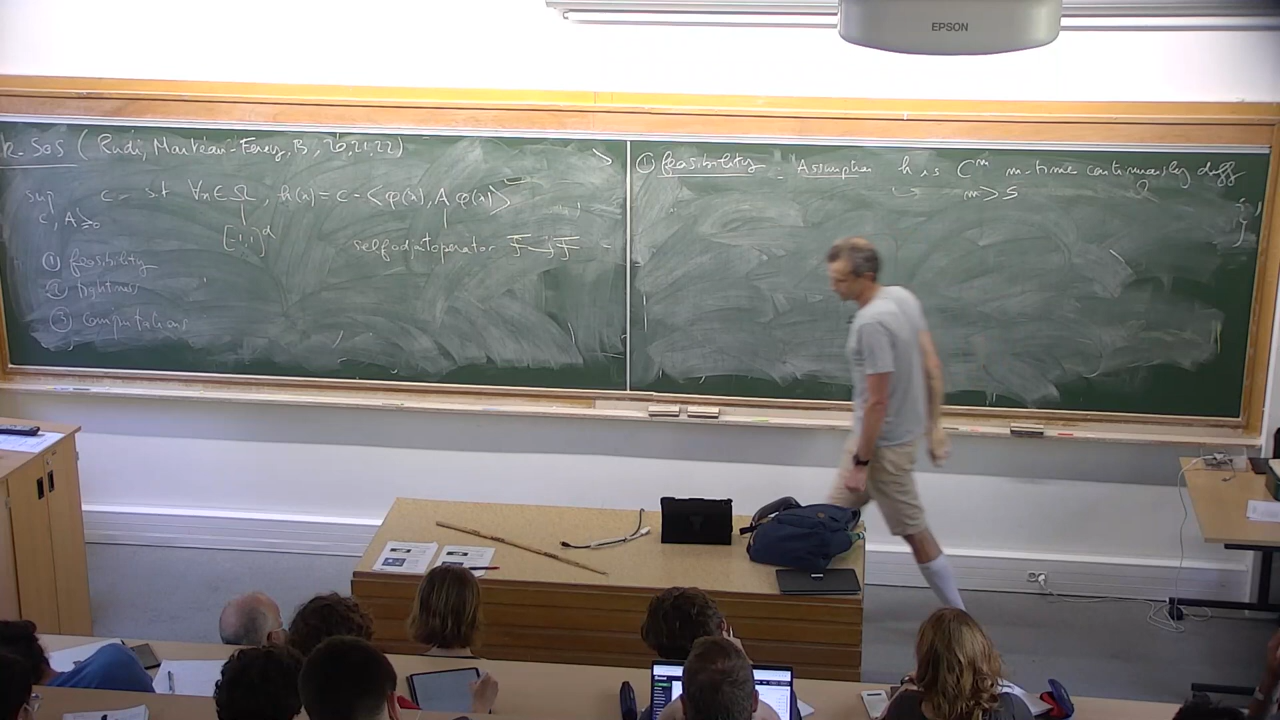 EPSON
k-SoS (Rudi, Marteau-Ferey, B, 20,21,22)
sup c - st ∀x∈Ω, h(x) = c - <φ(x), A φ(x)>
c, A≽0
[-1,1]^d
selfadjoint operator F → F
① feasibility
② tightness
③ computations
① feasibility - Assumption h is C^m m-time continuously diff
m>s